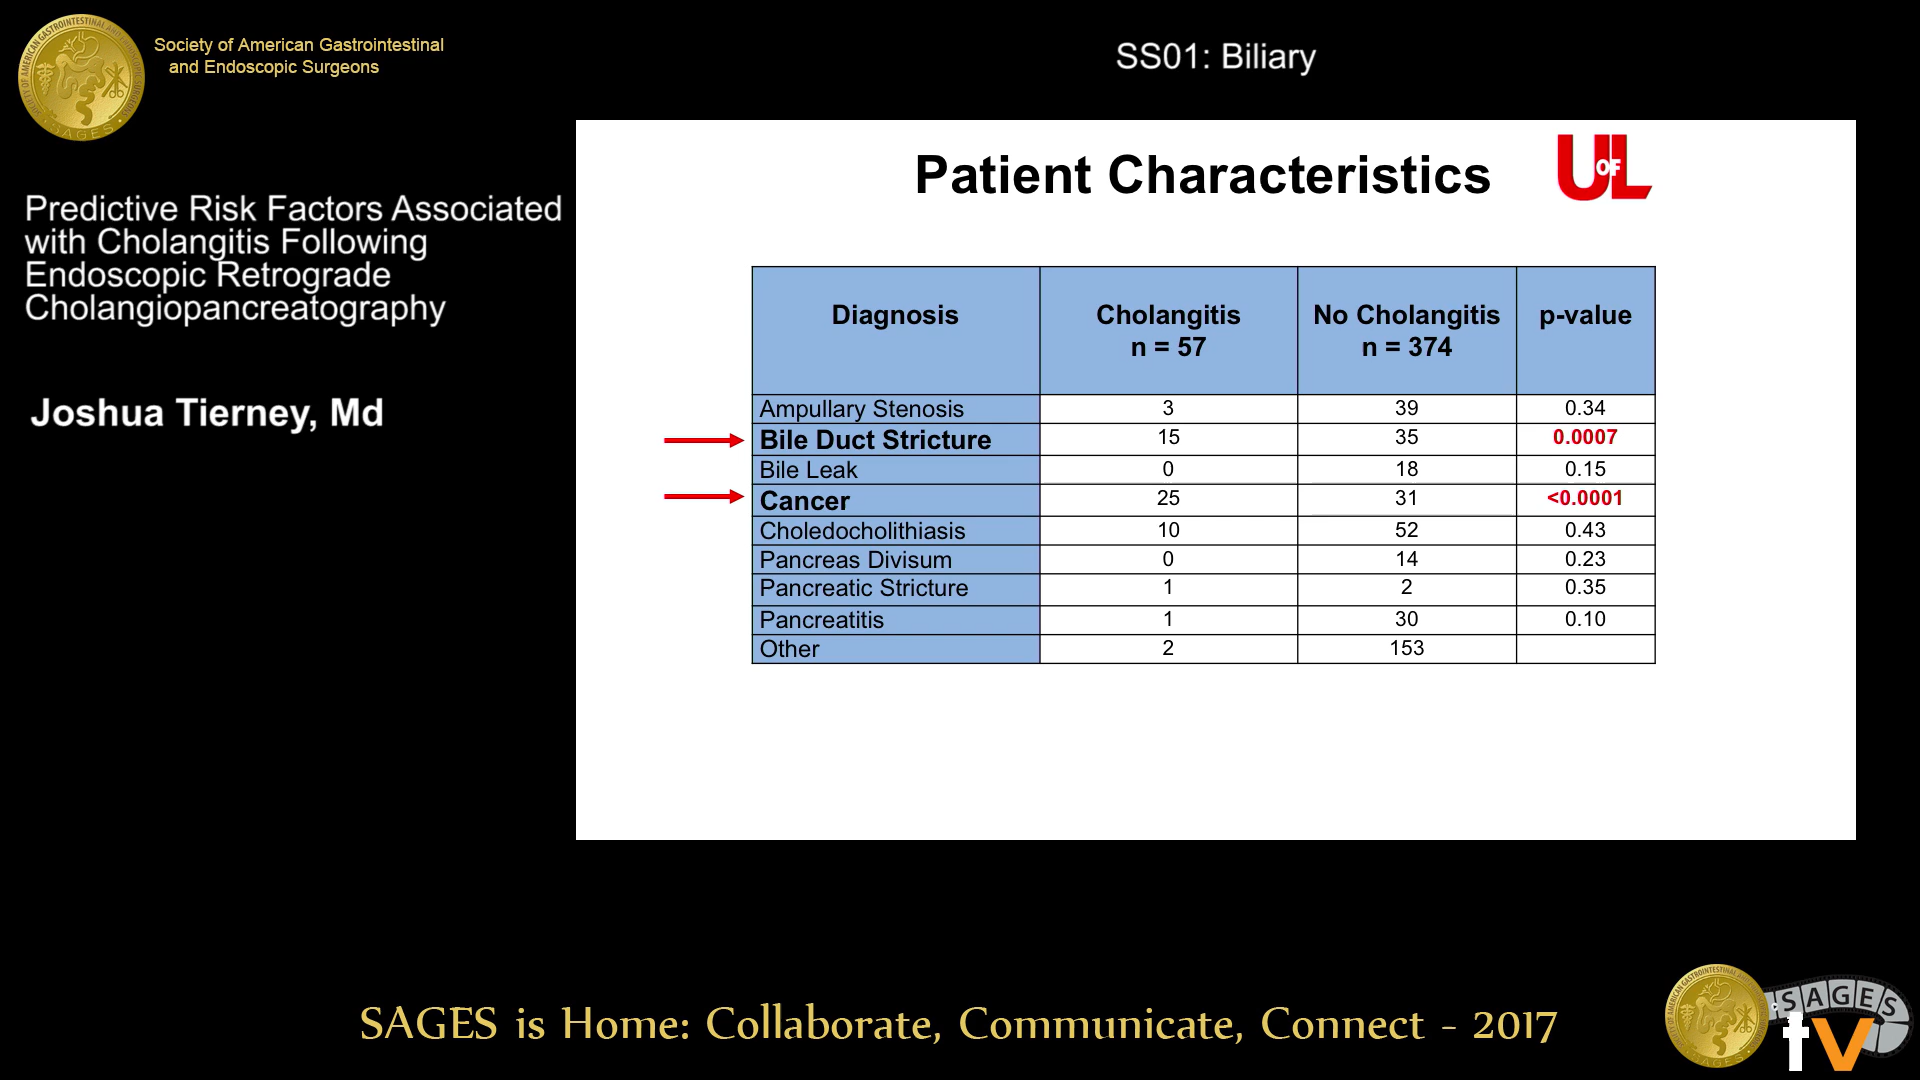 Society of American Gastrointestinal
and Endoscopic Surgeons
SS01: Biliary
Predictive Risk Factors Associated
with Cholangitis Following
Endoscopic Retrograde
Cholangiopancreatography
Joshua Tierney, Md
Patient Characteristics
U OF L
Diagnosis Cholangitis n = 57 No Cholangitis n = 374 p-value
Ampullary Stenosis 3 39 0.34
Bile Duct Stricture 15 35 0.0007
Bile Leak 0 18 0.15
Cancer 25 31 <0.0001
Choledocholithiasis 10 52 0.43
Pancreas Divisum 0 14 0.23
Pancreatic Stricture 1 2 0.35
Pancreatitis 1 30 0.10
Other 2 153
SAGES is Home: Collaborate, Communicate, Connect - 2017
SAGES
tV